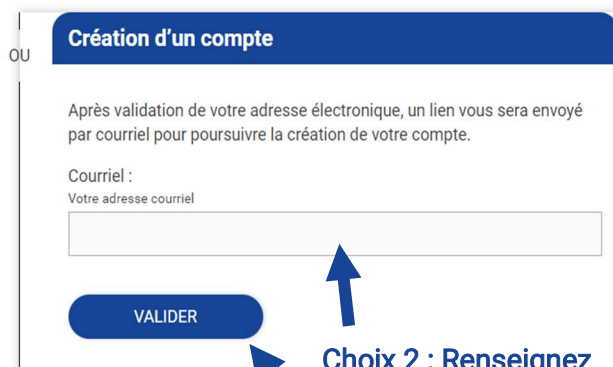 OU
Création d’un compte
Après validation de votre adresse électronique, un lien vous sera envoyé
par courriel pour poursuivre la création de votre compte.
Courriel :
Votre adresse courriel
VALIDER
Choix 2 : Renseignez